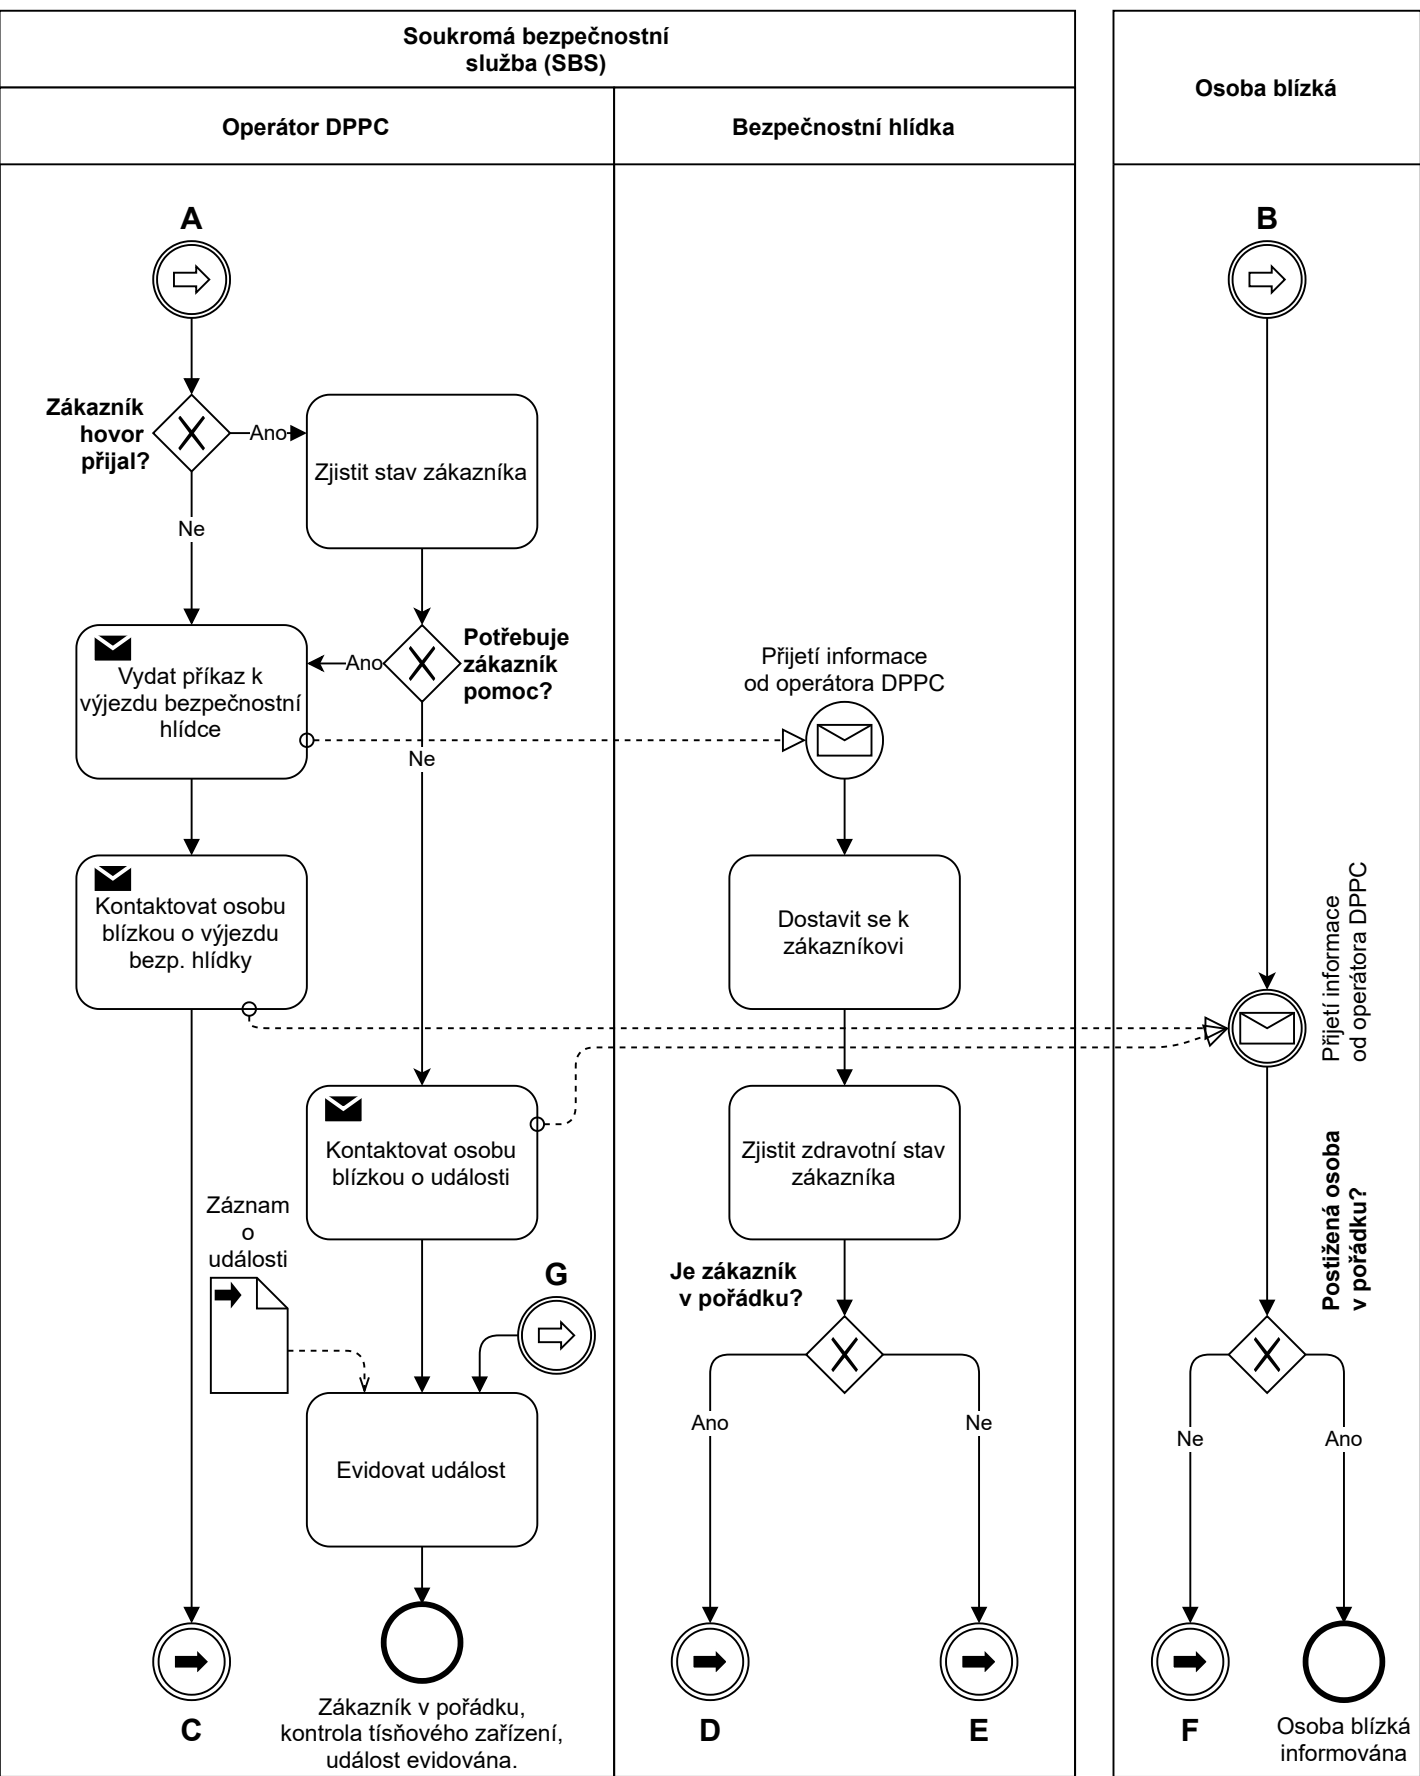 Soukromá bezpečnostní
služba (SBS)
Osoba blízká
Operátor DPPC
Bezpečnostní hlídka
A
B
Zákazník
hovor
přijal?
Ano
Zjistit stav zákazníka
Ne
Potřebuje
zákazník
pomoc?
Ano
Vydat příkaz k
výjezdu bezpečnostní
hlídce
Přijetí informace
od operátora DPPC
Ne
Kontaktovat osobu
blízkou o výjezdu
bezp. hlídky
Dostavit se k
zákazníkovi
Přijetí informace
od operátora DPPC
Kontaktovat osobu
blízkou o události
Zjistit zdravotní stav
zákazníka
Postižená osoba
v pořádku?
Záznam
o
události
G
Je zákazník
v pořádku?
Ano
Ne
Ne
Ano
Evidovat událost
C
Zákazník v pořádku,
kontrola tísňového zařízení,
událost evidována.
D
E
F
Osoba blízká
informována